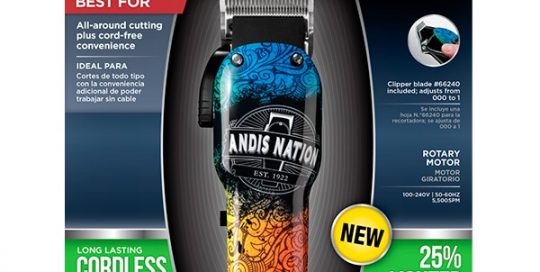 BEST FOR
All-around cutting
plus cord-free
convenience
IDEAL PARA
Cortes de todo tipo
con la conveniencia
adicional de poder
trabajar sin cable
ANDIS NATION
EST. 1922
Clipper blade #66240
included; adjusts from
000 to 1
Se incluye una
hoja N.°66240 para la
recortadora; se ajusta de
000 a 1
ROTARY
MOTOR
MOTOR
GIRATORIO
100-240V | 50-60HZ
5,500SPM
NEW
LONG LASTING
CORDLESS
25%